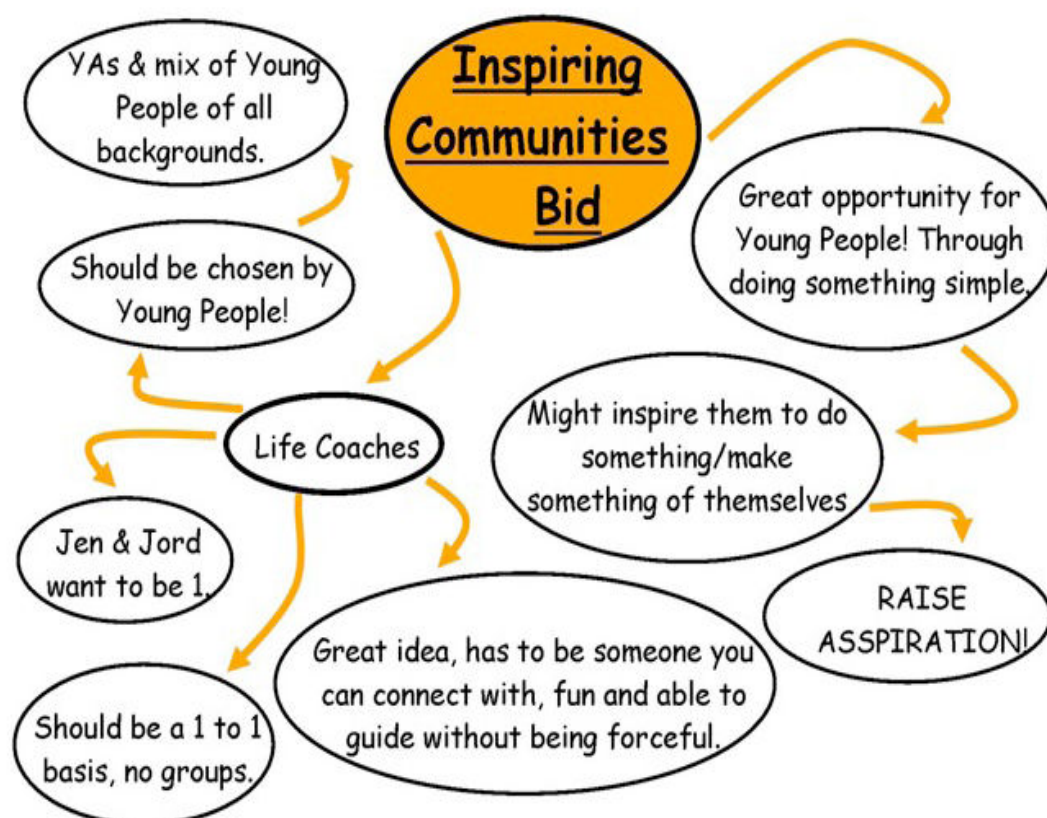 Inspiring
Communities
Bid
YAs & mix of Young
People of all
backgrounds.
Should be chosen by
Young People!
Great opportunity for
Young People! Through
doing something simple.
Might inspire them to do
something/make
something of themselves
RAISE
ASSPIRATION!
Life Coaches
Jen & Jord
want to be 1.
Should be a 1 to 1
basis, no groups.
Great idea, has to be someone you
can connect with, fun and able to
guide without being forceful.